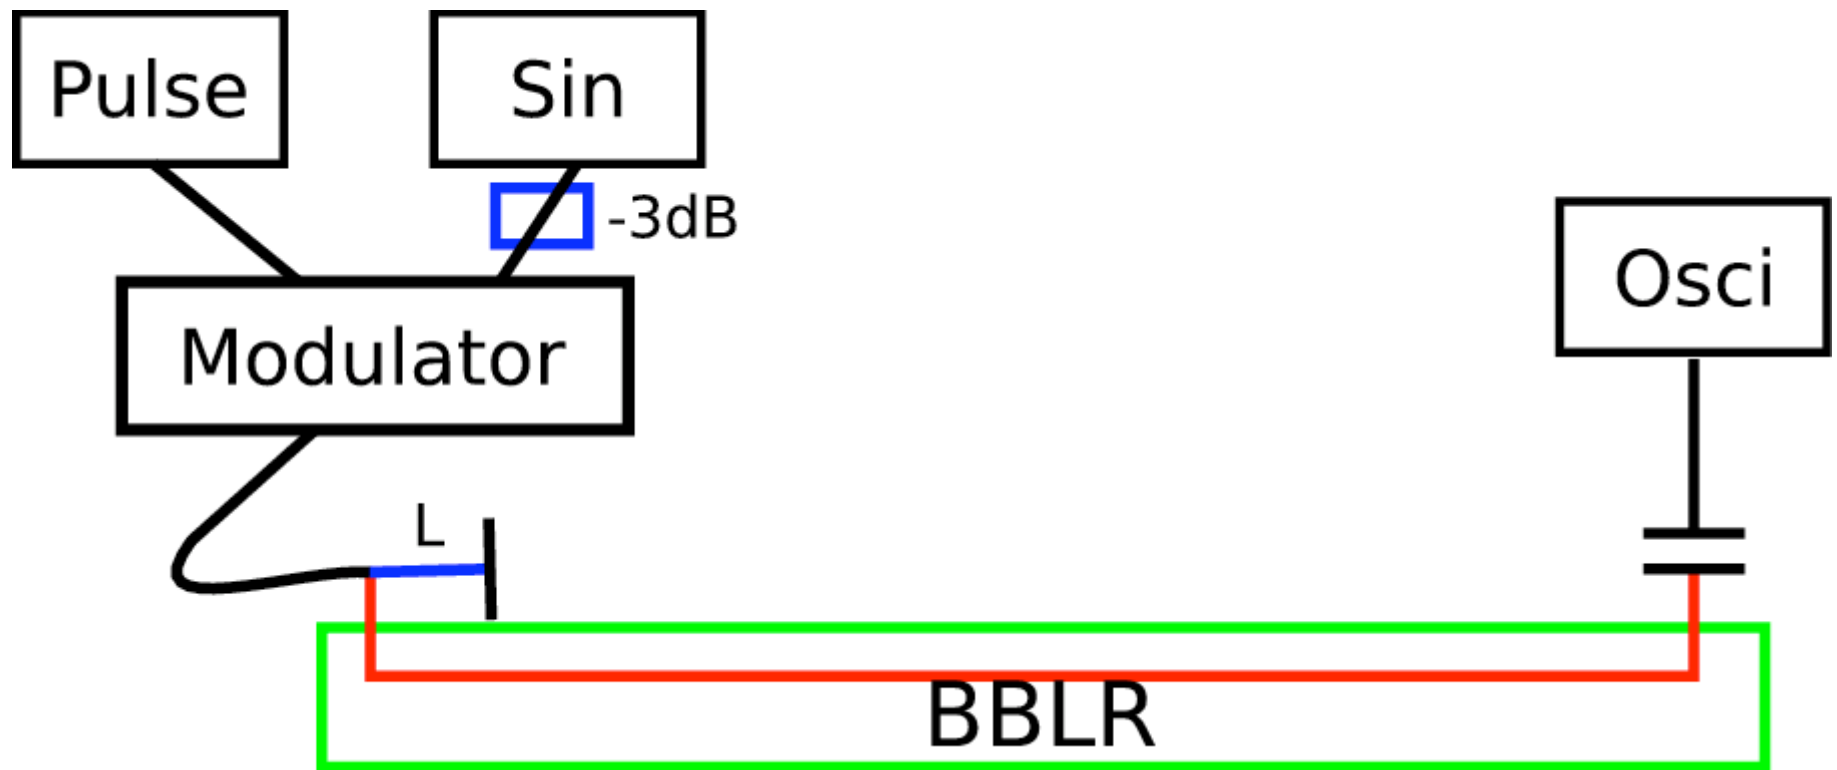 Pulse
Sin
-3dB
Modulator
Osci
L
BBLR